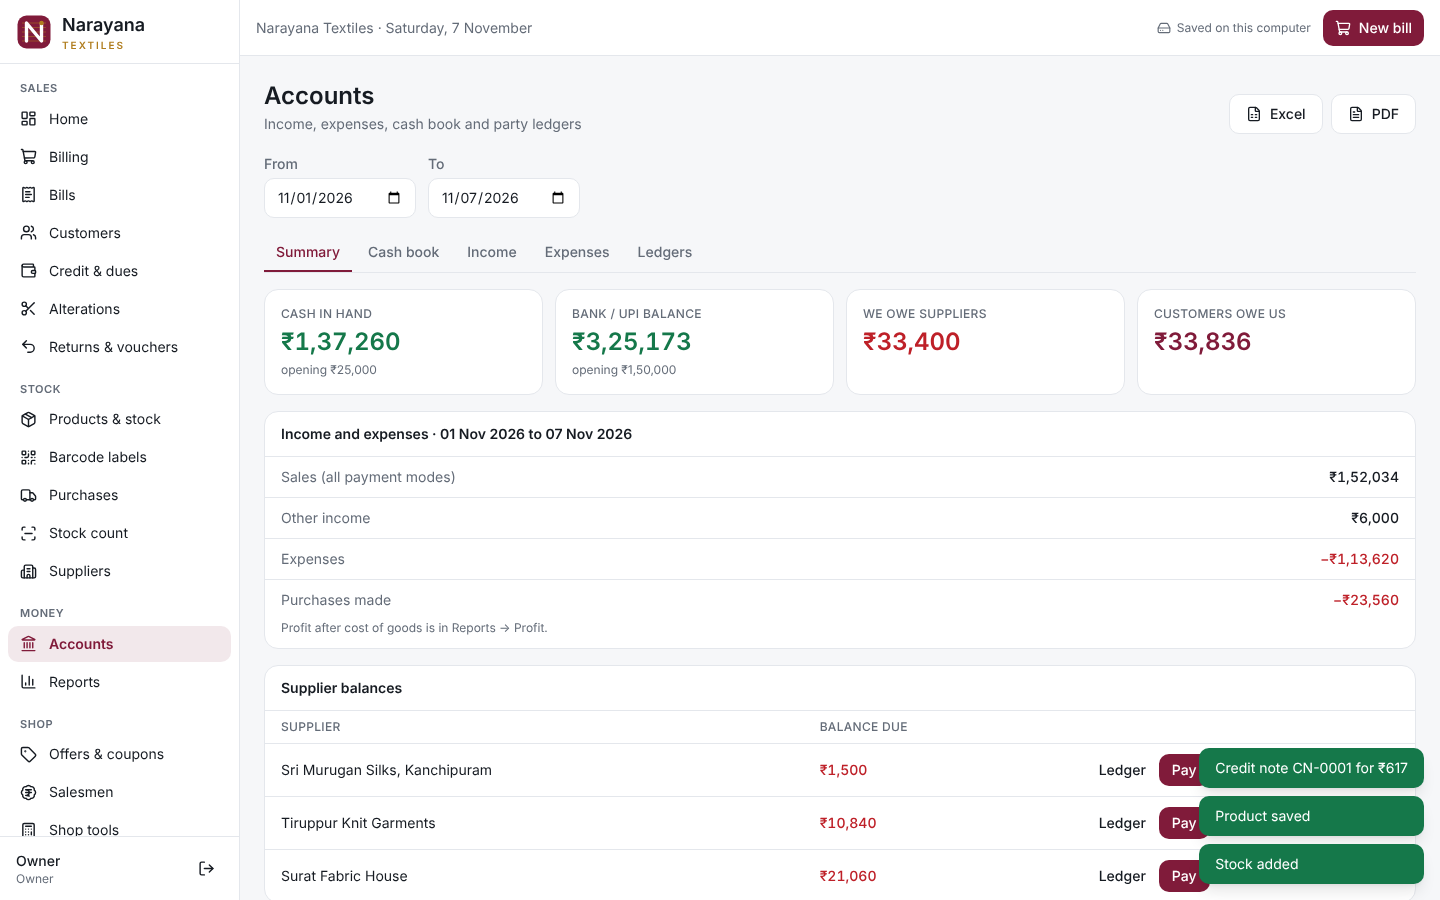 Narayana
TEXTILES
Narayana Textiles · Saturday, 7 November
Saved on this computer
New bill
SALES
Home
Billing
Bills
Customers
Credit & dues
Alterations
Returns & vouchers
STOCK
Products & stock
Barcode labels
Purchases
Stock count
Suppliers
MONEY
Accounts
Reports
SHOP
Offers & coupons
Salesmen
Shop tools
Owner
Owner
Accounts
Income, expenses, cash book and party ledgers
Excel
PDF
From
To
11/01/2026
11/07/2026
Summary
Cash book
Income
Expenses
Ledgers
CASH IN HAND
₹1,37,260
opening ₹25,000
BANK / UPI BALANCE
₹3,25,173
opening ₹1,50,000
WE OWE SUPPLIERS
₹33,400
CUSTOMERS OWE US
₹33,836
Income and expenses · 01 Nov 2026 to 07 Nov 2026
Sales (all payment modes) ₹1,52,034
Other income ₹6,000
Expenses −₹1,13,620
Purchases made −₹23,560
Profit after cost of goods is in Reports → Profit.
Supplier balances
SUPPLIER BALANCE DUE
Sri Murugan Silks, Kanchipuram ₹1,500 Ledger Pay
Tiruppur Knit Garments ₹10,840 Ledger Pay
Surat Fabric House ₹21,060 Ledger Pay
Credit note CN-0001 for ₹617
Product saved
Stock added